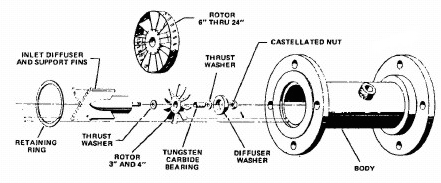 ROTOR
6" THRU 24"
INLET DIFFUSER
AND SUPPORT PINS
THRUST
WASHER
CASTELLATED NUT
RETAINING
RING
THRUST
WASHER
ROTOR
3" AND 4"
TUNGSTEN
CARBIDE
BEARING
DIFFUSER
WASHER
BODY